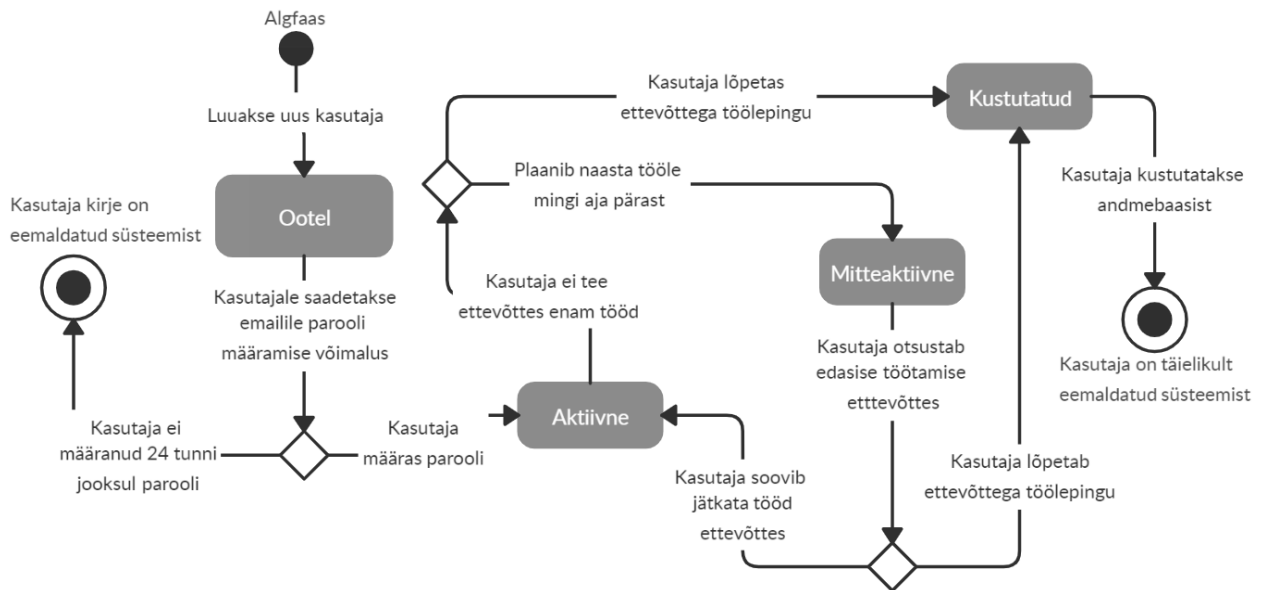 Algfaas
Luuakse uus kasutaja
Ootel
Kasutaja kirje on
eemaldatud süsteemist
Kasutajale saadetakse
emailile parooli
määramise võimalus
Kasutaja ei
määranud 24 tunni
jooksul parooli
Kasutaja
määras parooli
Aktiivne
Kasutaja ei tee
ettevõttes enam tööd
Kasutaja lõpetas
ettevõttega töölepingu
Plaanib naasta tööle
mingi aja pärast
Mitteaktiivne
Kasutaja otsustab
edasise töötamise
etttevõttes
Kasutaja soovib
jätkata tööd
ettevõttes
Kasutaja lõpetab
ettevõttega töölepingu
Kustutatud
Kasutaja kustutatakse
andmebaasist
Kasutaja on täielikult
eemaldatud süsteemist